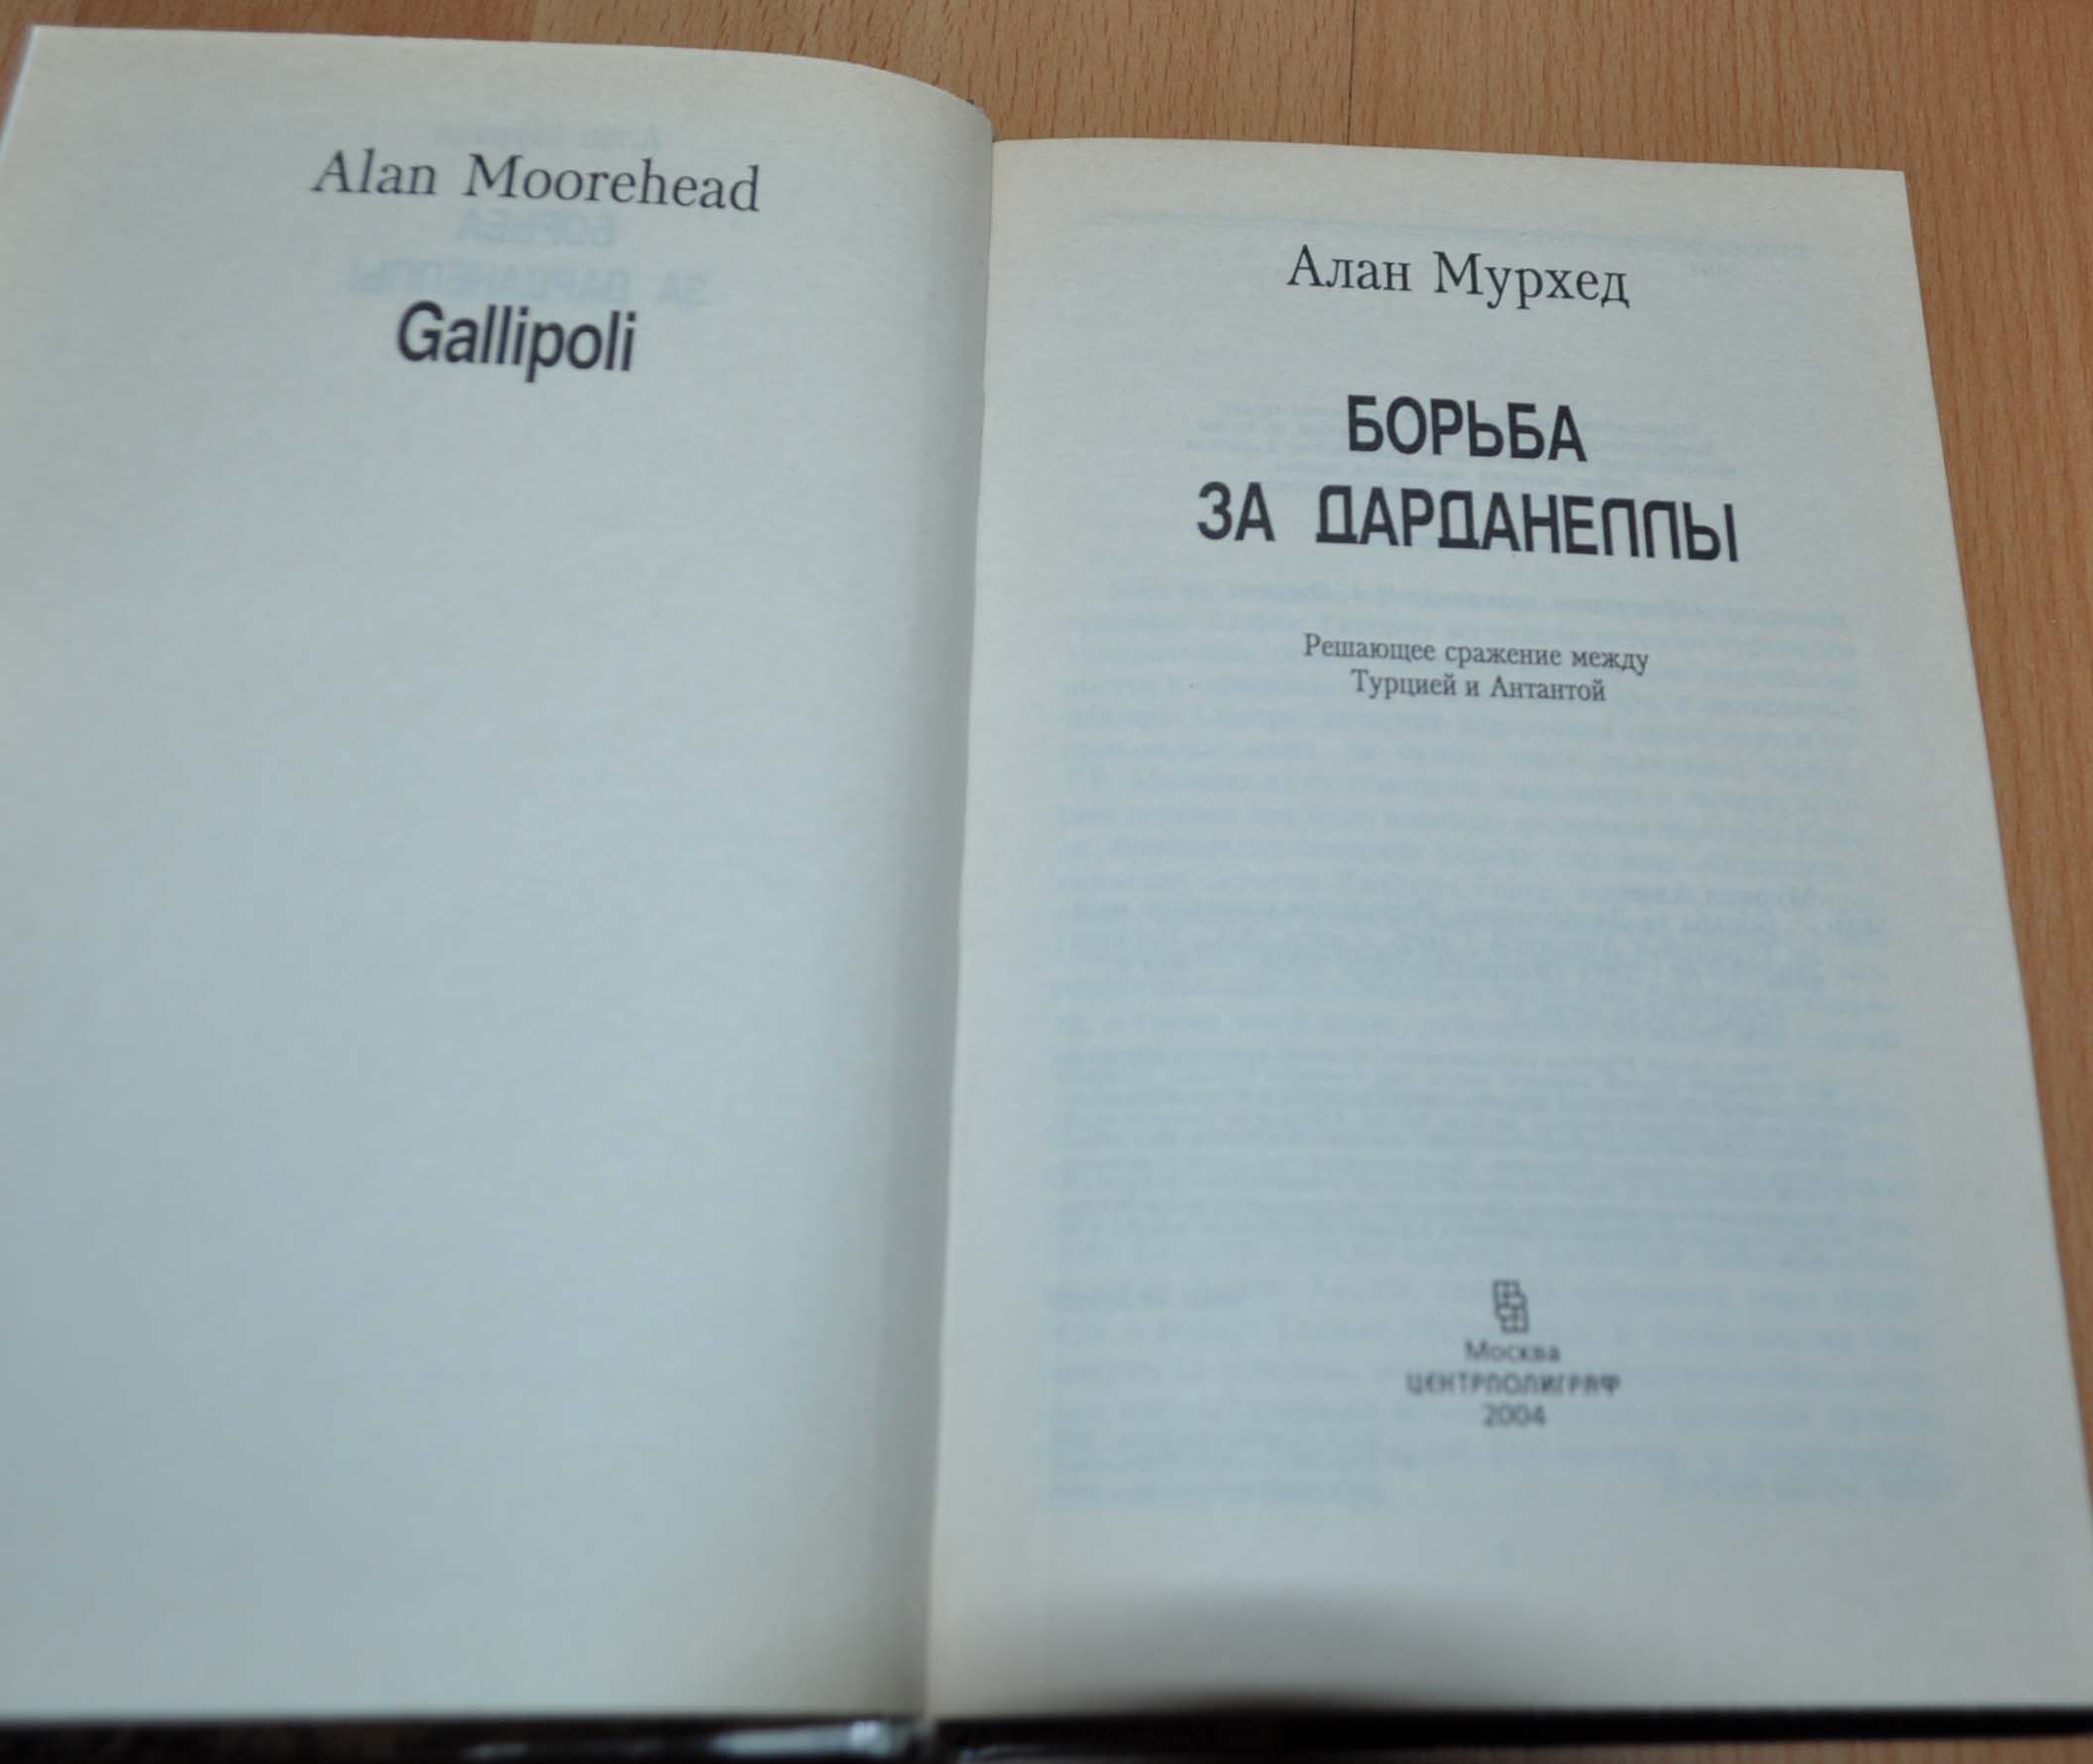 Alan Moorehead
Gallipoli
Алан Мурхед
БОРЬБА
ЗА ДАРДАНЕЛЛЫ
Решающее сражение между
Турцией и Антантой
Москва
ЦЕНТРПОЛИГРАФ
2004